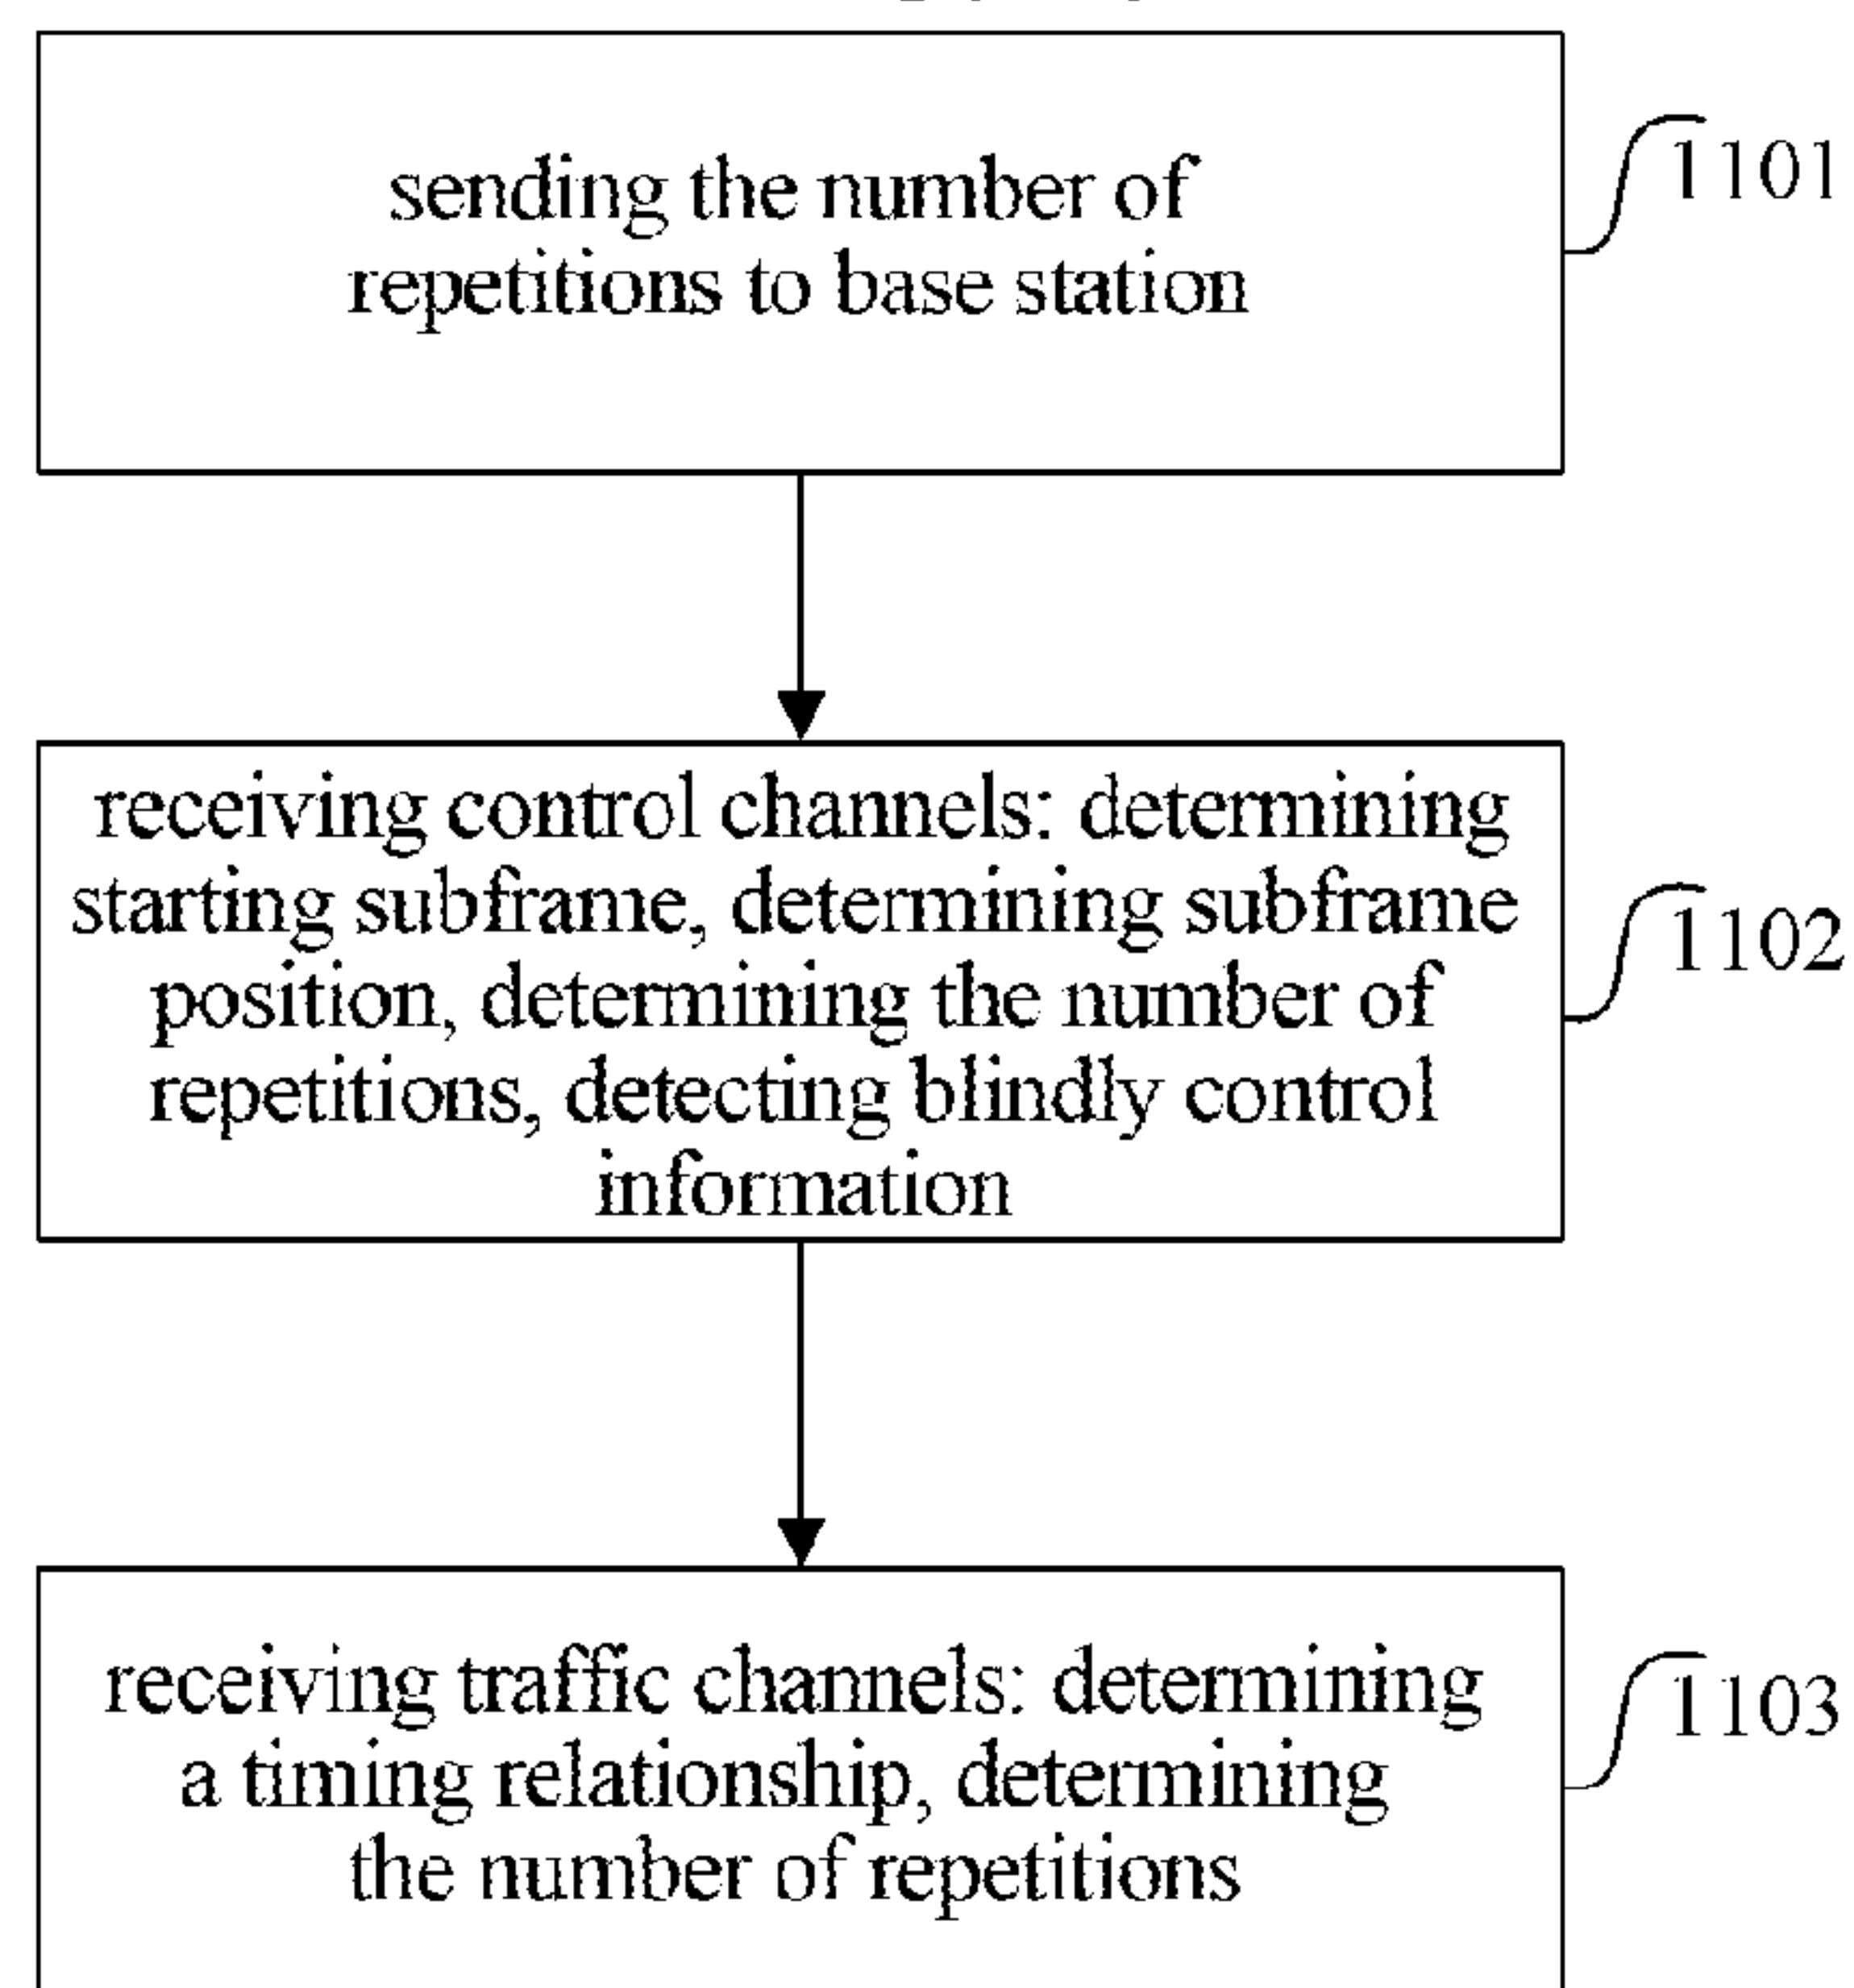 sending the number of
repetitions to base station
1101
receiving control channels: determining
starting subframe, determining subframe
position, determining the number of
repetitions, detecting blindly control
information
1102
receiving traffic channels: determining
a timing relationship, determining
the number of repetitions
1103